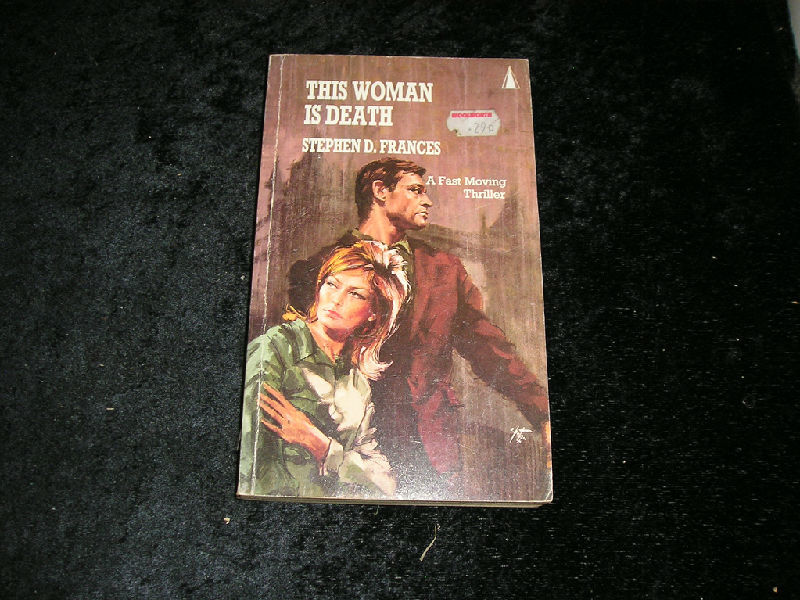 THIS WOMAN
IS DEATH
STEPHEN D. FRANCES
A Fast Moving
Thriller